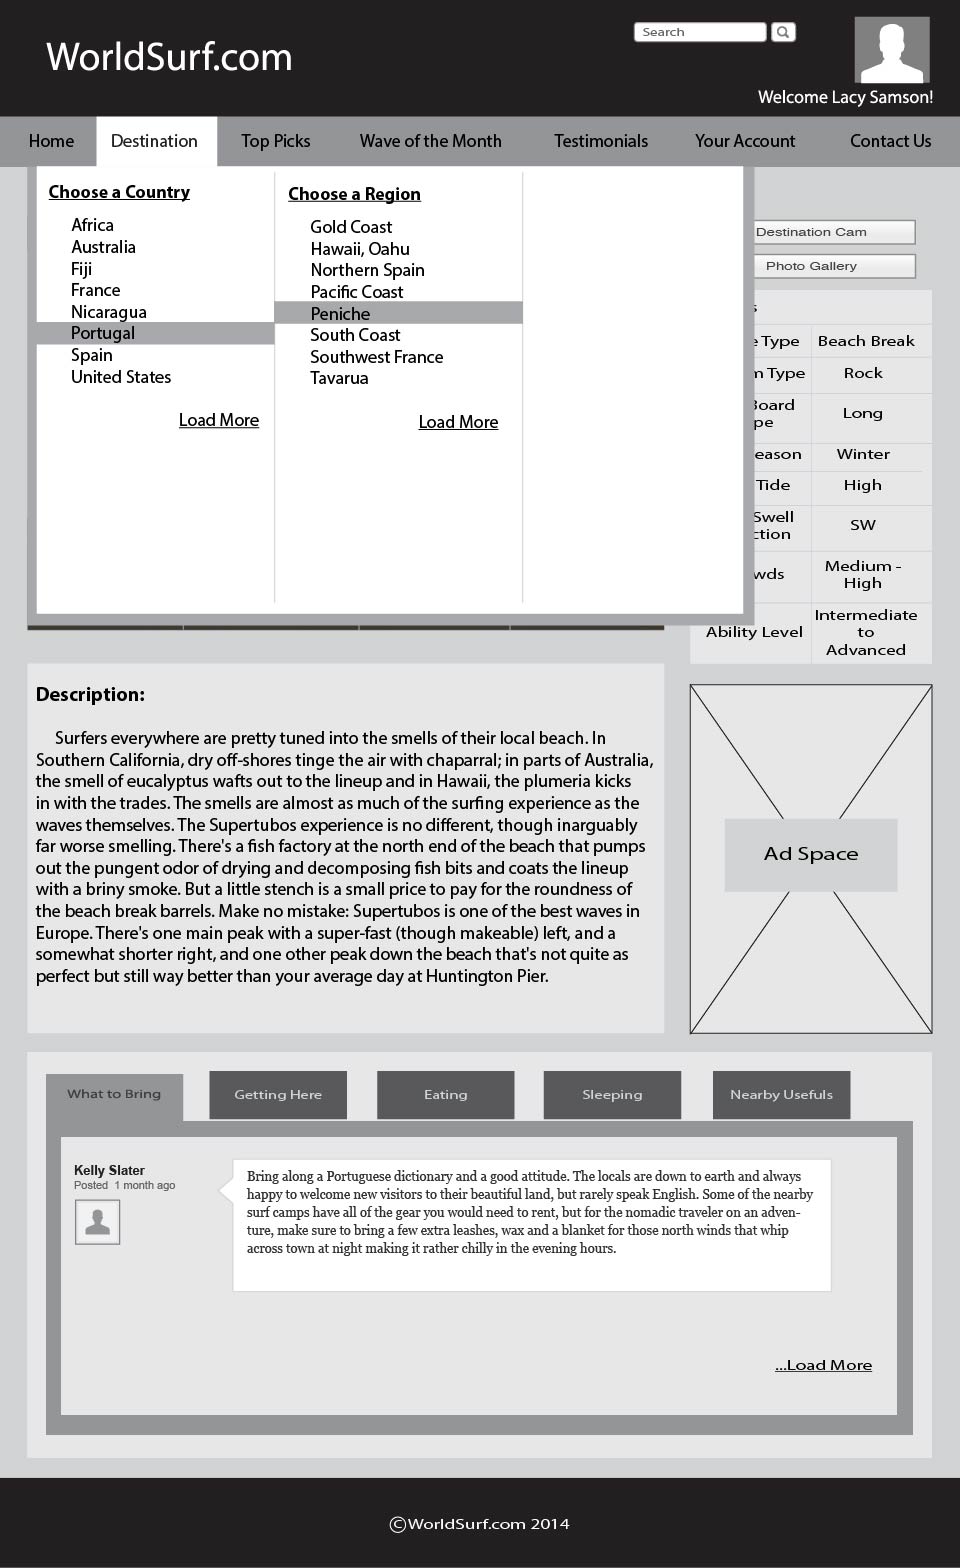 Search
WorldSurf.com
Welcome Lacy Samson!
Home Destination Top Picks Wave of the Month Testimonials Your Account Contact Us
Choose a Country
Africa
Australia
Fiji
France
Nicaragua
Portugal
Spain
United States
Load More
Choose a Region
Gold Coast
Hawaii, Oahu
Northern Spain
Pacific Coast
Peniche
South Coast
Southwest France
Tavarua
Load More
Destination Cam
Photo Gallery
Type Beach Break
Type Rock
Board
Long
Winter
Tide High
Swell
SW
Medium -
High
Ability Level Intermediate
to
Advanced
Description:
Surfers everywhere are pretty tuned into the smells of their local beach. In
Southern California, dry off-shores tinge the air with chaparral; in parts of Australia,
the smell of eucalyptus wafts out to the lineup and in Hawaii, the plumeria kicks
in with the trades. The smells are almost as much of the surfing experience as the
waves themselves. The Supertubos experience is no different, though inarguably
far worse smelling. There's a fish factory at the north end of the beach that pumps
out the pungent odor of drying and decomposing fish bits and coats the lineup
with a briny smoke. But a little stench is a small price to pay for the roundness of
the beach break barrels. Make no mistake: Supertubos is one of the best waves in
Europe. There's one main peak with a super-fast (though makeable) left, and a
somewhat shorter right, and one other peak down the beach that's not quite as
perfect but still way better than your average day at Huntington Pier.
Ad Space
What to Bring Getting Here Eating Sleeping Nearby Usefuls
Kelly Slater
Posted 1 month ago
Bring along a Portuguese dictionary and a good attitude. The locals are down to earth and always
happy to welcome new visitors to their beautiful land, but rarely speak English. Some of the nearby
surf camps have all of the gear you would need to rent, but for the nomadic traveler on an adven-
ture, make sure to bring a few extra leashes, wax and a blanket for those north winds that whip
across town at night making it rather chilly in the evening hours.
...Load More
©WorldSurf.com 2014